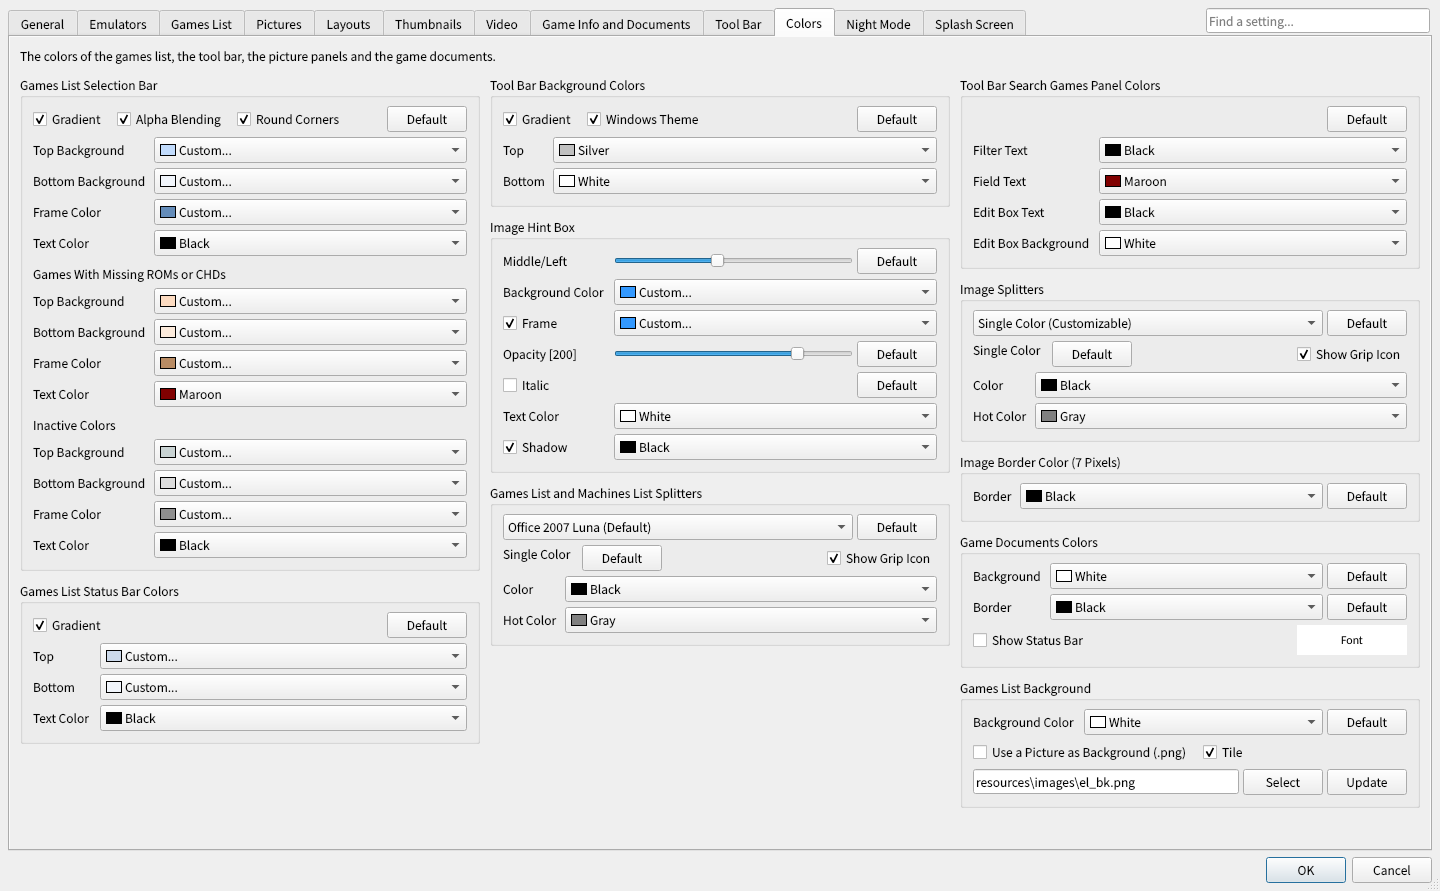 General Emulators Games List Pictures Layouts Thumbnails Video Game Info and Documents Tool Bar Colors Night Mode Splash Screen Find a setting...
The colors of the games list, the tool bar, the picture panels and the game documents.
Games List Selection Bar
Gradient Alpha Blending Round Corners Default
Top Background Custom...
Bottom Background Custom...
Frame Color Custom...
Text Color Black
Games With Missing ROMs or CHDs
Top Background Custom...
Bottom Background Custom...
Frame Color Custom...
Text Color Maroon
Inactive Colors
Top Background Custom...
Bottom Background Custom...
Frame Color Custom...
Text Color Black
Games List Status Bar Colors
Gradient Default
Top Custom...
Bottom Custom...
Text Color Black
Tool Bar Background Colors
Gradient Windows Theme Default
Top Silver
Bottom White
Image Hint Box
Middle/Left Default
Background Color Custom...
Frame Custom...
Opacity [200] Default
Italic Default
Text Color White
Shadow Black
Games List and Machines List Splitters
Office 2007 Luna (Default) Default
Single Color Default Show Grip Icon
Color Black
Hot Color Gray
Tool Bar Search Games Panel Colors
Default
Filter Text Black
Field Text Maroon
Edit Box Text Black
Edit Box Background White
Image Splitters
Single Color (Customizable) Default
Single Color Default Show Grip Icon
Color Black
Hot Color Gray
Image Border Color (7 Pixels)
Border Black Default
Game Documents Colors
Background White Default
Border Black Default
Show Status Bar Font
Games List Background
Background Color White Default
Use a Picture as Background (.png) Tile
resources\images\el_bk.png Select Update
OK Cancel